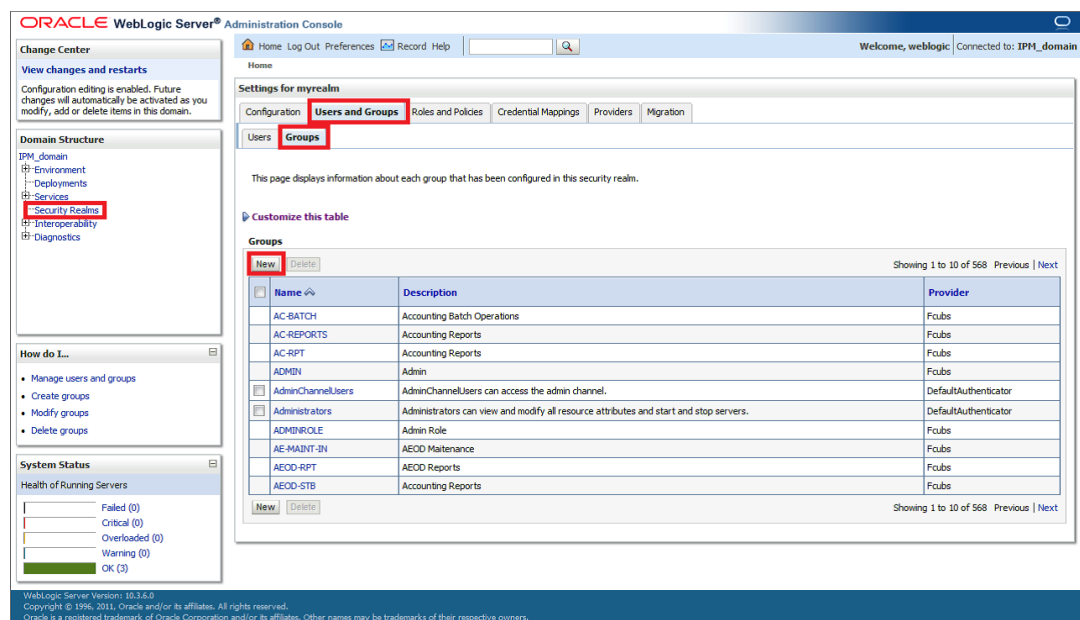 ORACLE WebLogic Server® Administration Console
Change Center
View changes and restarts
Configuration editing is enabled. Future
changes will automatically be activated as you
modify, add or delete items in this domain.
Domain Structure
IPM_domain
Environment
Deployments
Services
Security Realms
Interoperability
Diagnostics
How do I...
Manage users and groups
Create groups
Modify groups
Delete groups
System Status
Health of Running Servers
Failed (0)
Critical (0)
Overloaded (0)
Warning (0)
OK (3)
Home Log Out Preferences Record Help
Welcome, weblogic Connected to: IPM_domain
Home
Settings for myrealm
Configuration Users and Groups Roles and Policies Credential Mappings Providers Migration
Users Groups
This page displays information about each group that has been configured in this security realm.
Customize this table
Groups
New Delete Showing 1 to 10 of 568 Previous | Next
Name Description Provider
AC-BATCH Accounting Batch Operations Fcubs
AC-REPORTS Accounting Reports Fcubs
AC-RPT Accounting Reports Fcubs
ADMIN Admin Fcubs
AdminChannelUsers AdminChannelUsers can access the admin channel. DefaultAuthenticator
Administrators Administrators can view and modify all resource attributes and start and stop servers. DefaultAuthenticator
ADMINROLE Admin Role Fcubs
AE-MAINT-IN AEOD Maitenance Fcubs
AEOD-RPT AEOD Reports Fcubs
AEOD-STB Accounting Reports Fcubs
New Delete Showing 1 to 10 of 568 Previous | Next
WebLogic Server Version: 10.3.6.0
Copyright © 1996, 2011, Oracle and/or its affiliates. All rights reserved.
Oracle is a registered trademark of Oracle Corporation and/or its affiliates. Other names may be trademarks of their respective owners.